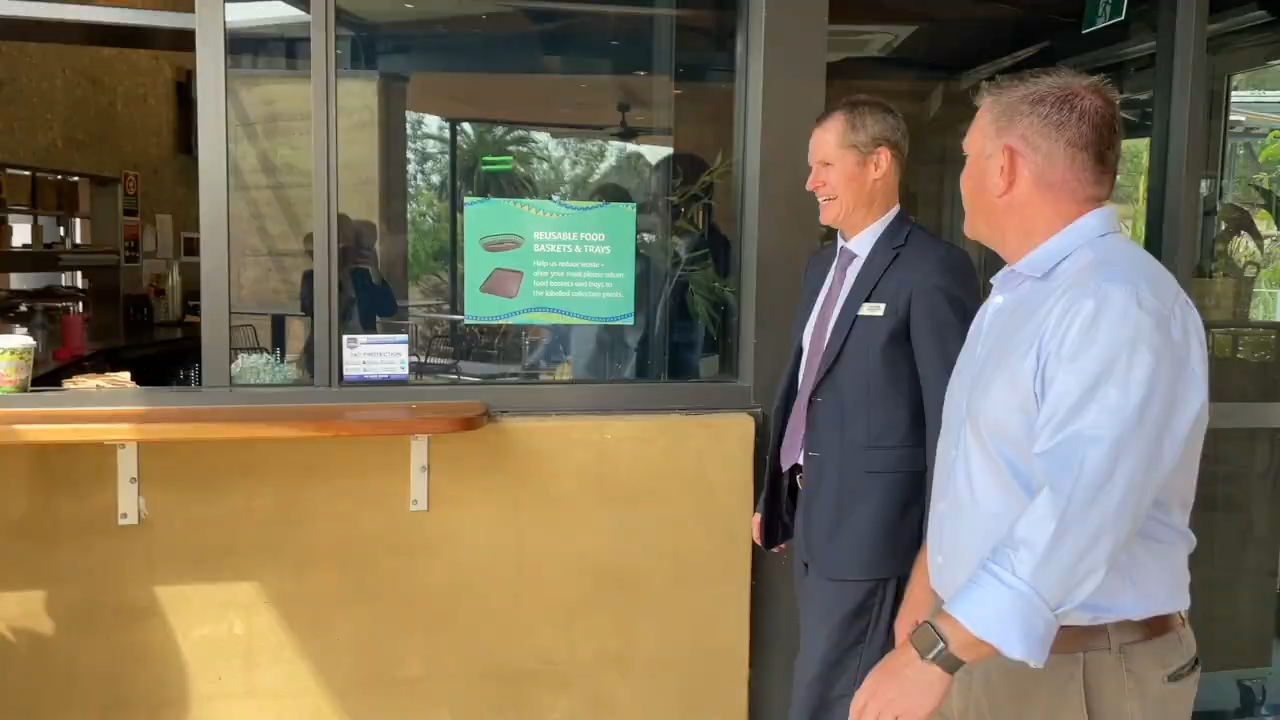 REUSABLE FOOD
BASKETS & TRAYS
Help us reduce waste -
after your meal please return
food baskets and trays to
the labelled collection points.
PROTECTION